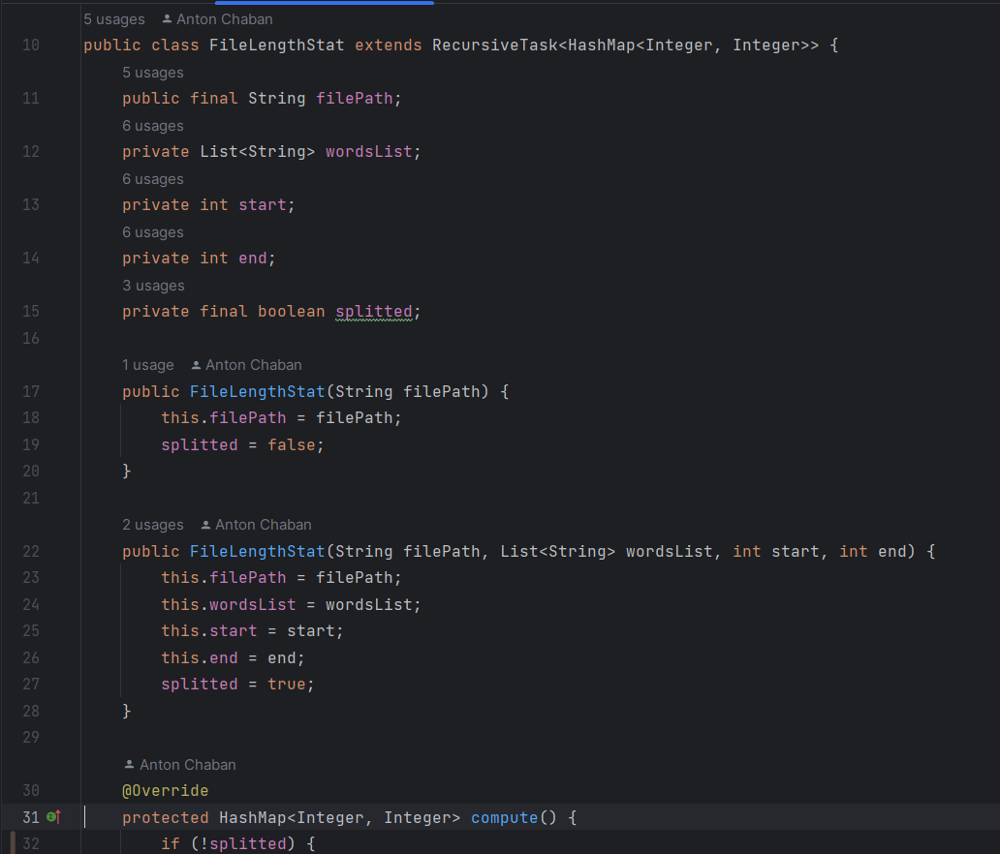 5 usages Anton Chaban
10 public class FileLengthStat extends RecursiveTask<HashMap<Integer, Integer>> {
5 usages
11 public final String filePath;
6 usages
12 private List<String> wordsList;
6 usages
13 private int start;
6 usages
14 private int end;
3 usages
15 private final boolean splitted;
16
1 usage Anton Chaban
17 public FileLengthStat(String filePath) {
18 this.filePath = filePath;
19 splitted = false;
20 }
21
2 usages Anton Chaban
22 public FileLengthStat(String filePath, List<String> wordsList, int start, int end) {
23 this.filePath = filePath;
24 this.wordsList = wordsList;
25 this.start = start;
26 this.end = end;
27 splitted = true;
28 }
29
Anton Chaban
30 @Override
31 protected HashMap<Integer, Integer> compute() {
32 if (!splitted) {